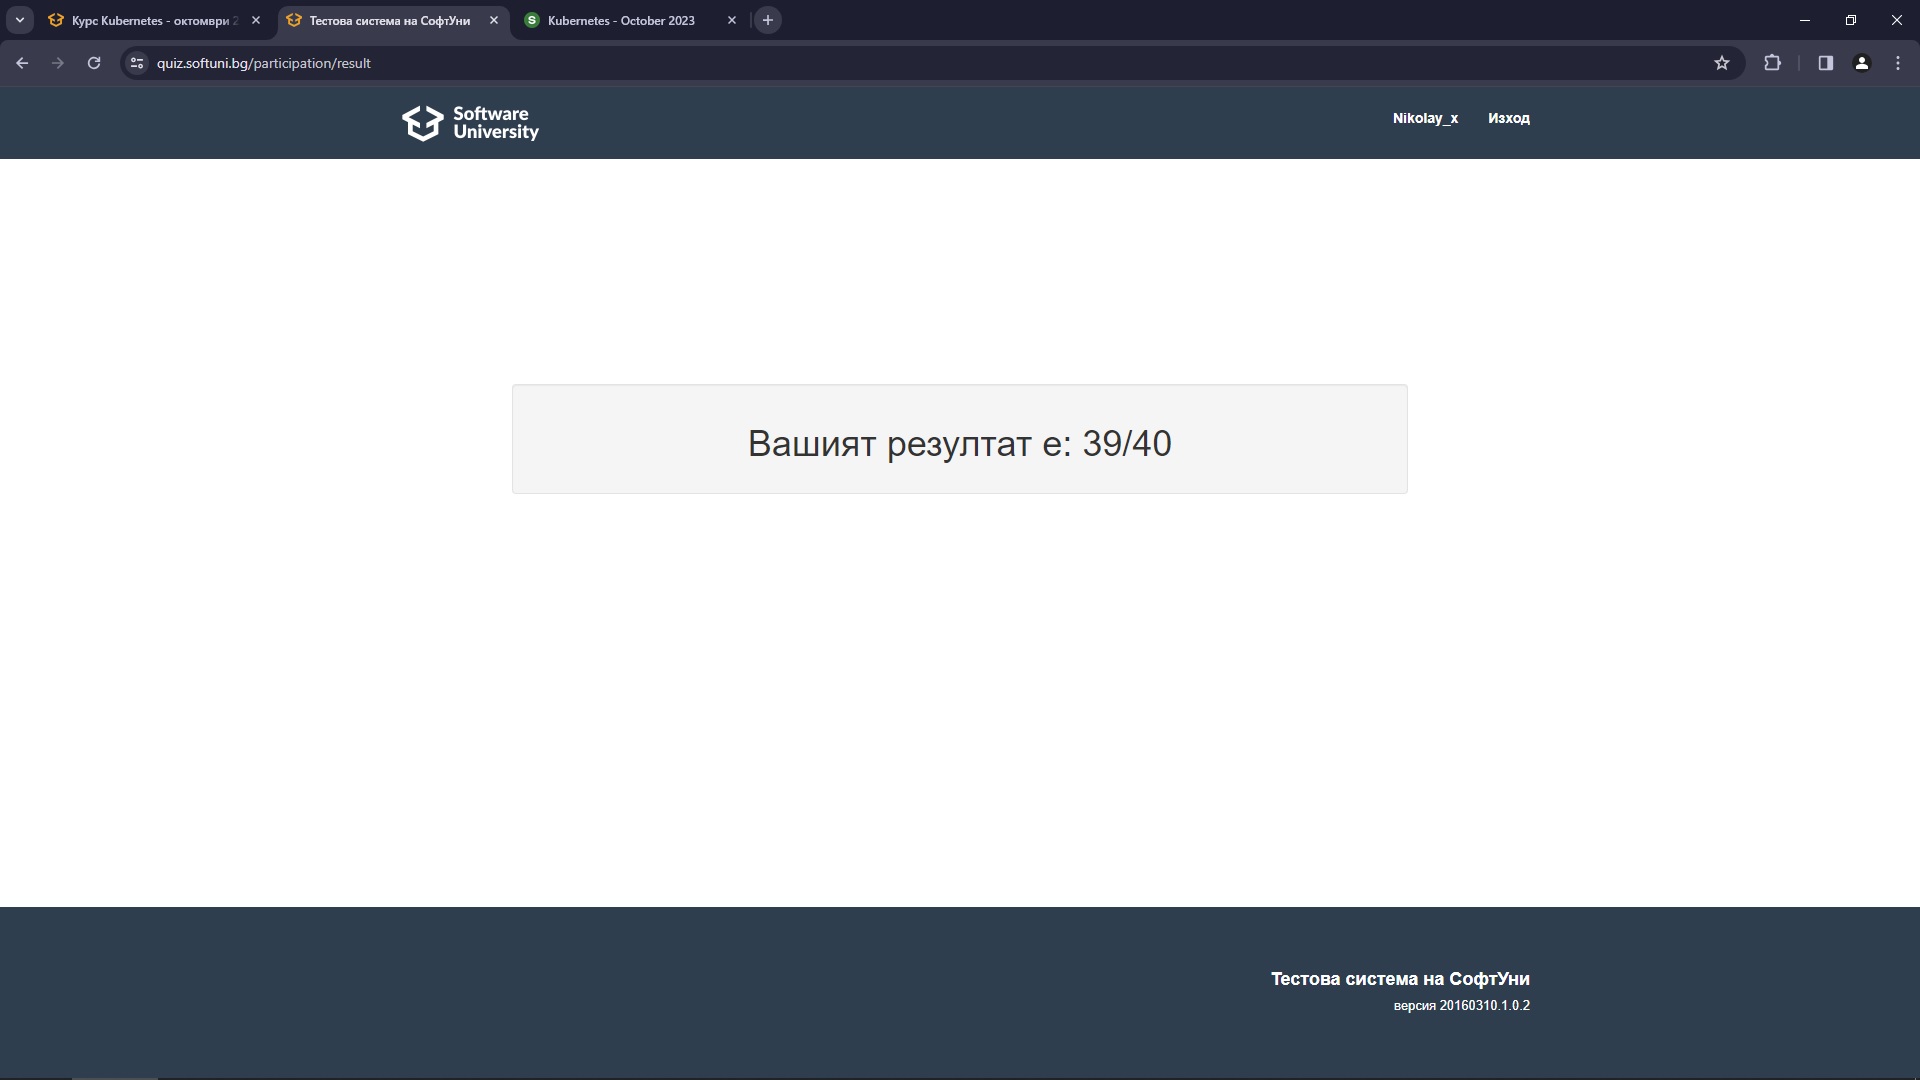 Курс Kubernetes - октомври 2
Тестова система на СофтУни
Kubernetes - October 2023
quiz.softuni.bg/participation/result
Software
University
Nikolay_x
Изход
Вашият резултат е: 39/40
Тестова система на СофтУни
версия 20160310.1.0.2